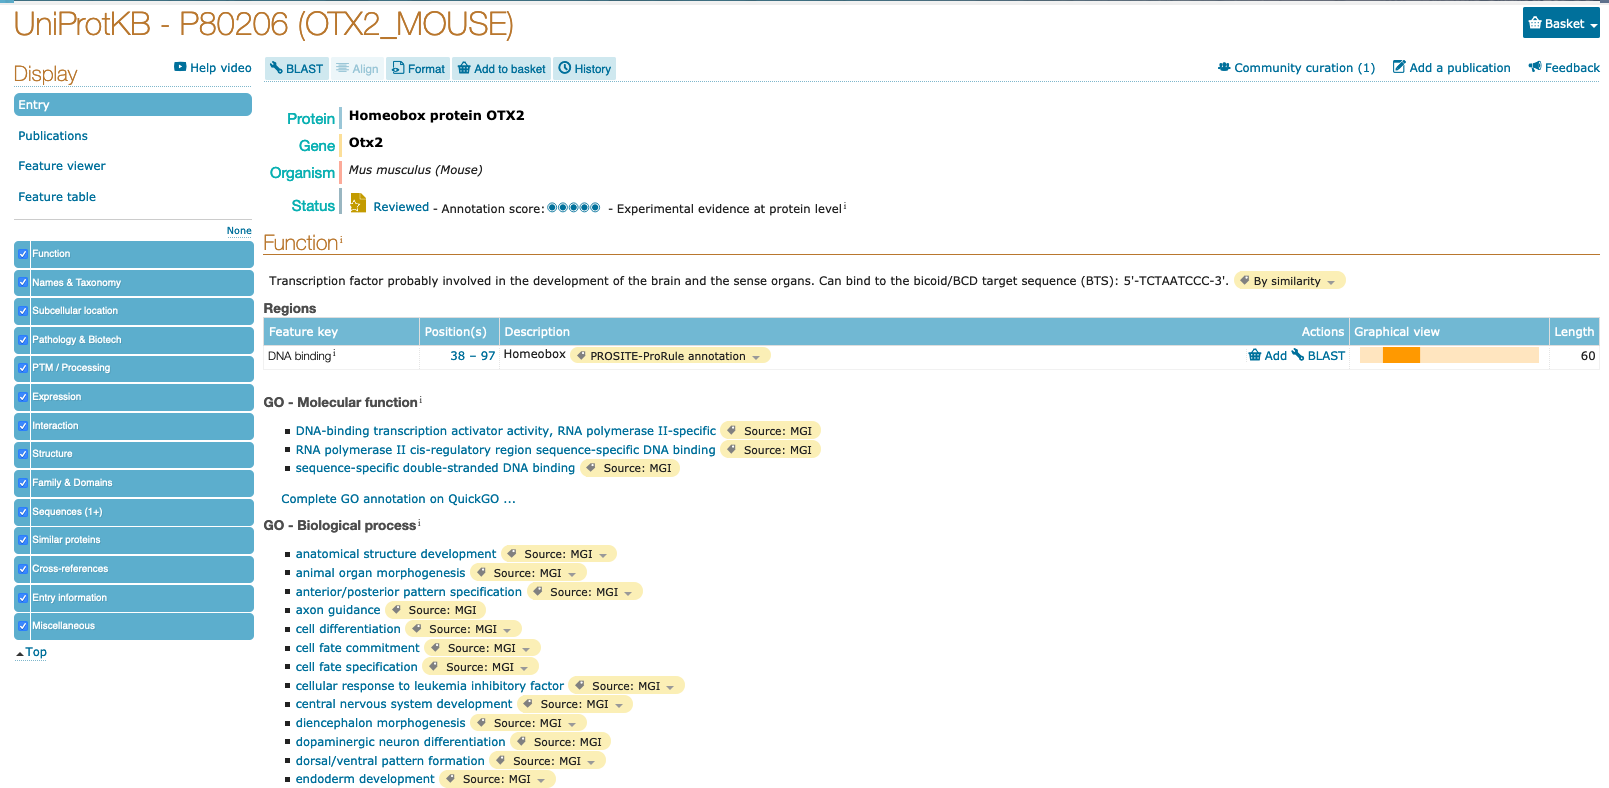 UniProtKB - P80206 (OTX2_MOUSE)
Basket
Display
Help video
BLAST Align Format Add to basket History
Community curation (1) Add a publication Feedback
Entry
Publications
Feature viewer
Feature table
None
Function
Names & Taxonomy
Subcellular location
Pathology & Biotech
PTM / Processing
Expression
Interaction
Structure
Family & Domains
Sequences (1+)
Similar proteins
Cross-references
Entry information
Miscellaneous
Top
Protein Homeobox protein OTX2
Gene Otx2
Organism Mus musculus (Mouse)
Status Reviewed - Annotation score: - Experimental evidence at protein level i
Function i
Transcription factor probably involved in the development of the brain and the sense organs. Can bind to the bicoid/BCD target sequence (BTS): 5'-TCTAATCCC-3'. By similarity
Regions
Feature key Position(s) Description Actions Graphical view Length
DNA binding i 38 – 97 Homeobox PROSITE-ProRule annotation Add BLAST 60
GO - Molecular function i
DNA-binding transcription activator activity, RNA polymerase II-specific Source: MGI
RNA polymerase II cis-regulatory region sequence-specific DNA binding Source: MGI
sequence-specific double-stranded DNA binding Source: MGI
Complete GO annotation on QuickGO ...
GO - Biological process i
anatomical structure development Source: MGI
animal organ morphogenesis Source: MGI
anterior/posterior pattern specification Source: MGI
axon guidance Source: MGI
cell differentiation Source: MGI
cell fate commitment Source: MGI
cell fate specification Source: MGI
cellular response to leukemia inhibitory factor Source: MGI
central nervous system development Source: MGI
diencephalon morphogenesis Source: MGI
dopaminergic neuron differentiation Source: MGI
dorsal/ventral pattern formation Source: MGI
endoderm development Source: MGI